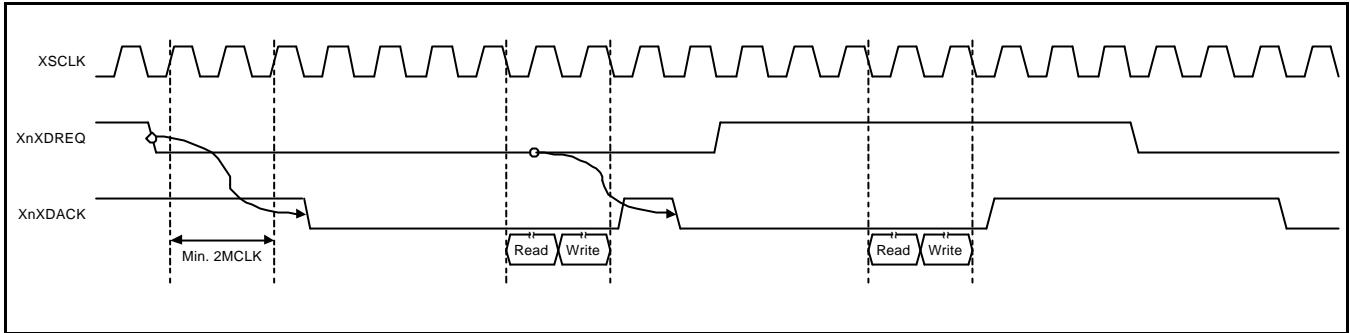 XSCLK
XnXDREQ
XnXDACK
Read Write Read Write
Min. 2MCLK